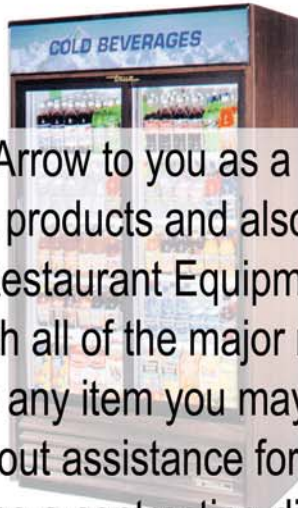 COLD BEVERAGES
Arrow to you as a
products and also
estaurant Equipm
h all of the major
any item you may
out assistance for